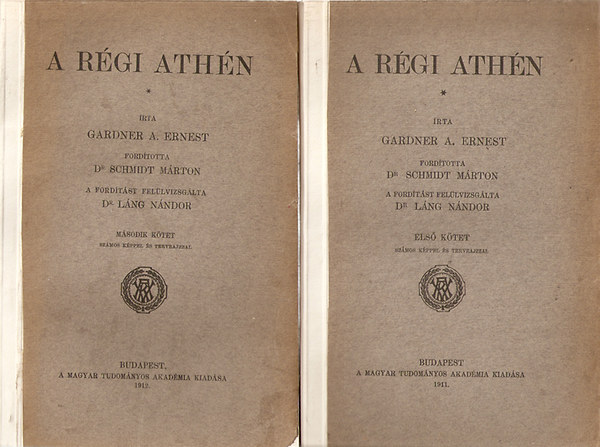 A RÉGI ATHÉN
*
ÍRTA
GARDNER A. ERNEST
FORDÍTOTTA
DR SCHMIDT MÁRTON
A FORDÍTÁST FELÜLVIZSGÁLTA
DR. LÁNG NÁNDOR
MÁSODIK KÖTET
SZÁMOS KÉPPEL ÉS TERVRAJZZAL
BUDAPEST,
A MAGYAR TUDOMÁNYOS AKADÉMIA KIADÁSA
1912.
A RÉGI ATHÉN
*
ÍRTA
GARDNER A. ERNEST
FORDÍTOTTA
DR SCHMIDT MÁRTON
A FORDÍTÁST FELÜLVIZSGÁLTA
DR LÁNG NÁNDOR
ELSŐ KÖTET
SZÁMOS KÉPPEL ÉS TERVRAJZZAL
BUDAPEST
A MAGYAR TUDOMÁNYOS AKADÉMIA KIADÁSA
1911.